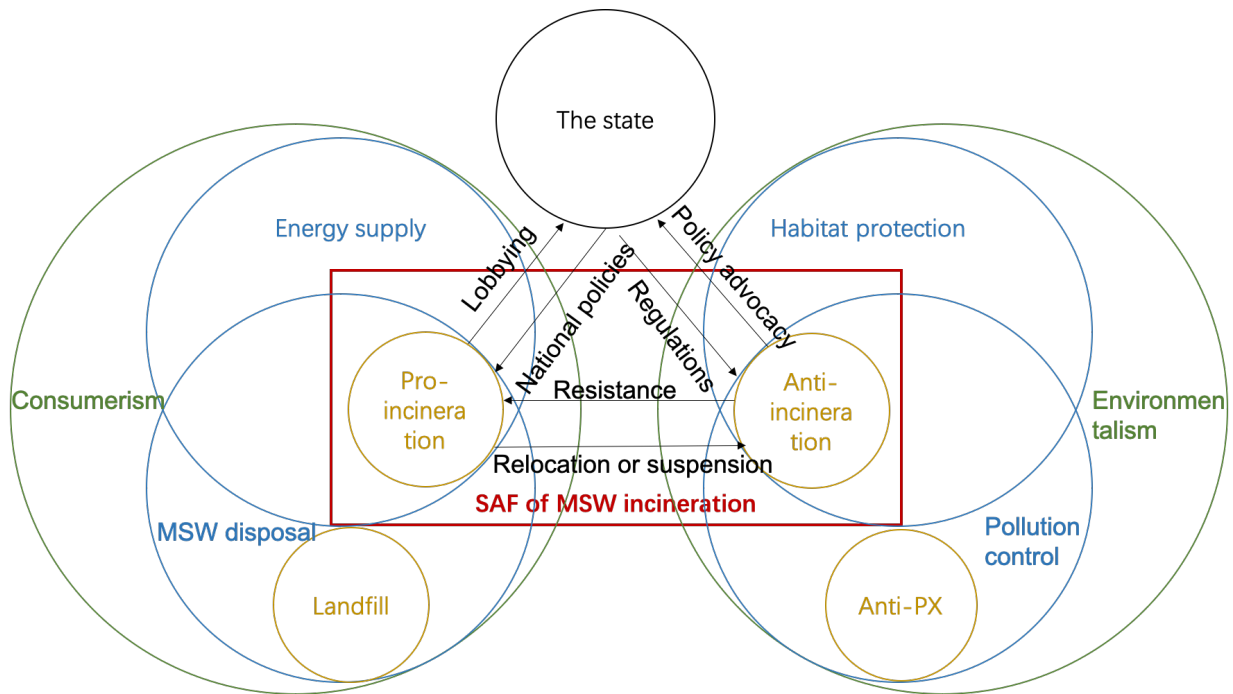 The state
Energy supply
Habitat protection
Lobbying
National policies
Regulations
Policy advocacy
Consumerism
Pro-
incinera
tion
Resistance
Anti-
incinera
tion
Environmen
talism
Relocation or suspension
SAF of MSW incineration
MSW disposal
Pollution
control
Landfill
Anti-PX